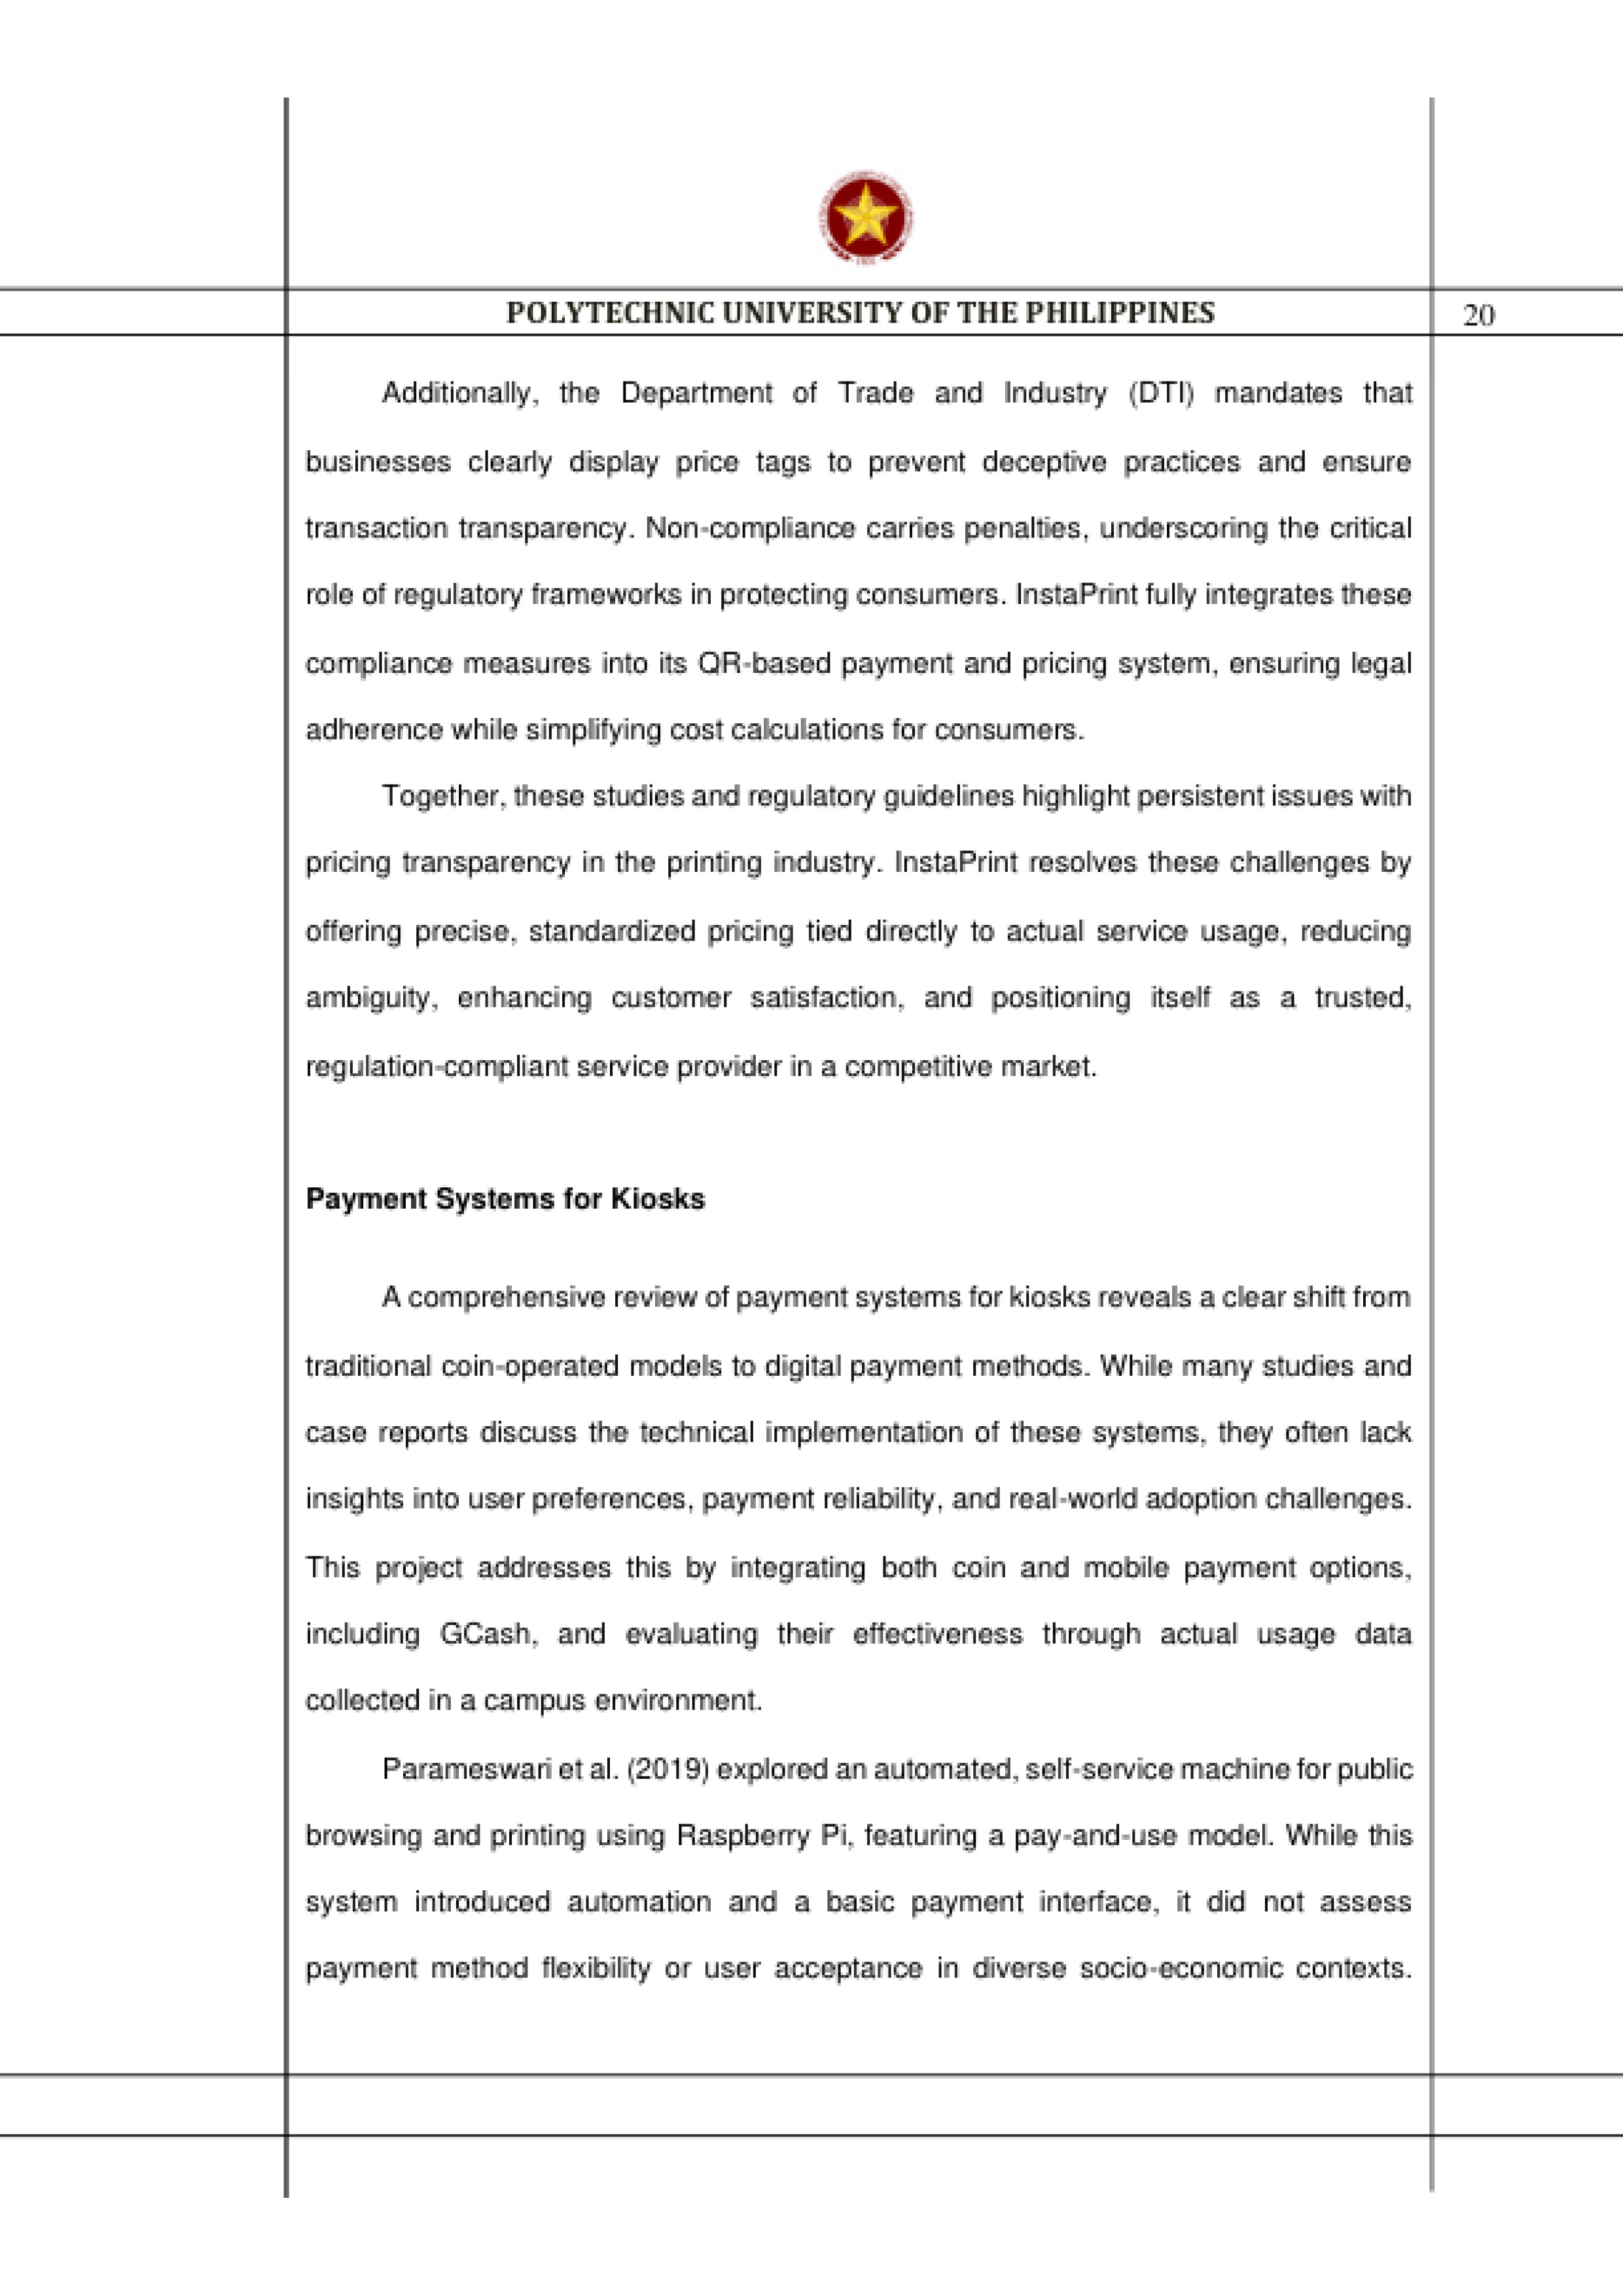 POLYTECHNIC UNIVERSITY OF THE PHILIPPINES
20
Additionally, the Department of Trade and Industry (DTI) mandates that
businesses clearly display price tags to prevent deceptive practices and ensure
transaction transparency. Non-compliance carries penalties, underscoring the critical
role of regulatory frameworks in protecting consumers. InstaPrint fully integrates these
compliance measures into its QR-based payment and pricing system, ensuring legal
adherence while simplifying cost calculations for consumers.
Together, these studies and regulatory guidelines highlight persistent issues with
pricing transparency in the printing industry. InstaPrint resolves these challenges by
offering precise, standardized pricing tied directly to actual service usage, reducing
ambiguity, enhancing customer satisfaction, and positioning itself as a trusted,
regulation-compliant service provider in a competitive market.
Payment Systems for Kiosks
A comprehensive review of payment systems for kiosks reveals a clear shift from
traditional coin-operated models to digital payment methods. While many studies and
case reports discuss the technical implementation of these systems, they often lack
insights into user preferences, payment reliability, and real-world adoption challenges.
This project addresses this by integrating both coin and mobile payment options,
including GCash, and evaluating their effectiveness through actual usage data
collected in a campus environment.
Parameswari et al. (2019) explored an automated, self-service machine for public
browsing and printing using Raspberry Pi, featuring a pay-and-use model. While this
system introduced automation and a basic payment interface, it did not assess
payment method flexibility or user acceptance in diverse socio-economic contexts.